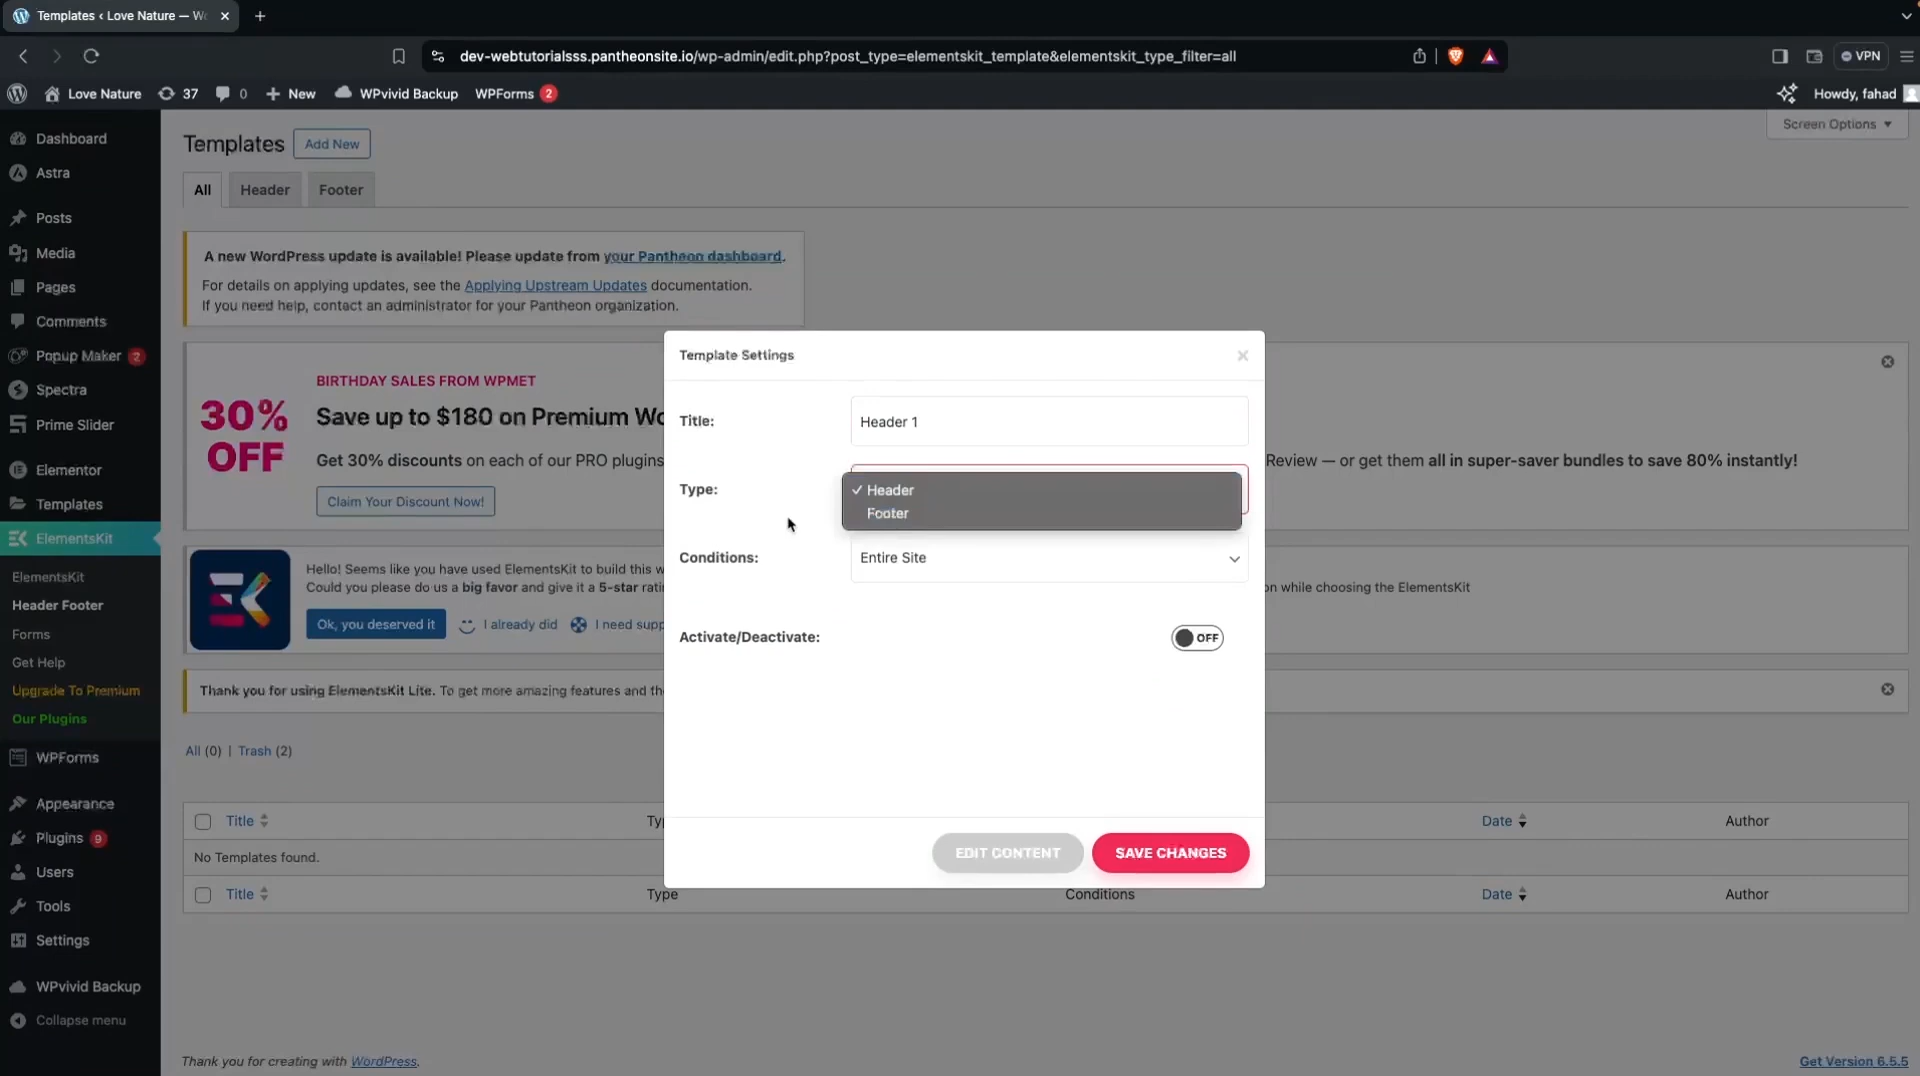 Templates ‹ Love Nature — Wo
dev-webtutorialsss.pantheonsite.io/wp-admin/edit.php?post_type=elementskit_template&elementskit_type_filter=all
VPN
Love Nature
37
0
New
WPvivid Backup
WPForms 2
Howdy, fahad
Screen Options
Dashboard
Astra
Posts
Media
Pages
Comments
Popup Maker 2
Spectra
Prime Slider
Elementor
Templates
ElementsKit
ElementsKit
Header Footer
Forms
Get Help
Upgrade To Premium
Our Plugins
WPForms
Appearance
Plugins 9
Users
Tools
Settings
WPvivid Backup
Collapse menu
Templates
Add New
All
Header
Footer
A new WordPress update is available! Please update from your Pantheon dashboard.
For details on applying updates, see the Applying Upstream Updates documentation.
If you need help, contact an administrator for your Pantheon organization.
30%
OFF
BIRTHDAY SALES FROM WPMET
Save up to $180 on Premium Wo
Get 30% discounts on each of our PRO plugins
Review — or get them all in super-saver bundles to save 80% instantly!
Claim Your Discount Now!
Hello! Seems like you have used ElementsKit to build this w
Could you please do us a big favor and give it a 5-star rati
on while choosing the ElementsKit
Ok, you deserved it
I already did
I need supp
Thank you for using ElementsKit Lite. To get more amazing features and the
All (0) | Trash (2)
Title
Typ
Date
Author
No Templates found.
Title
Type
Conditions
Date
Author
Thank you for creating with WordPress.
Get Version 6.5.5
Template Settings
Title:
Header 1
Type:
Header
Footer
Conditions:
Entire Site
Activate/Deactivate:
OFF
EDIT CONTENT
SAVE CHANGES